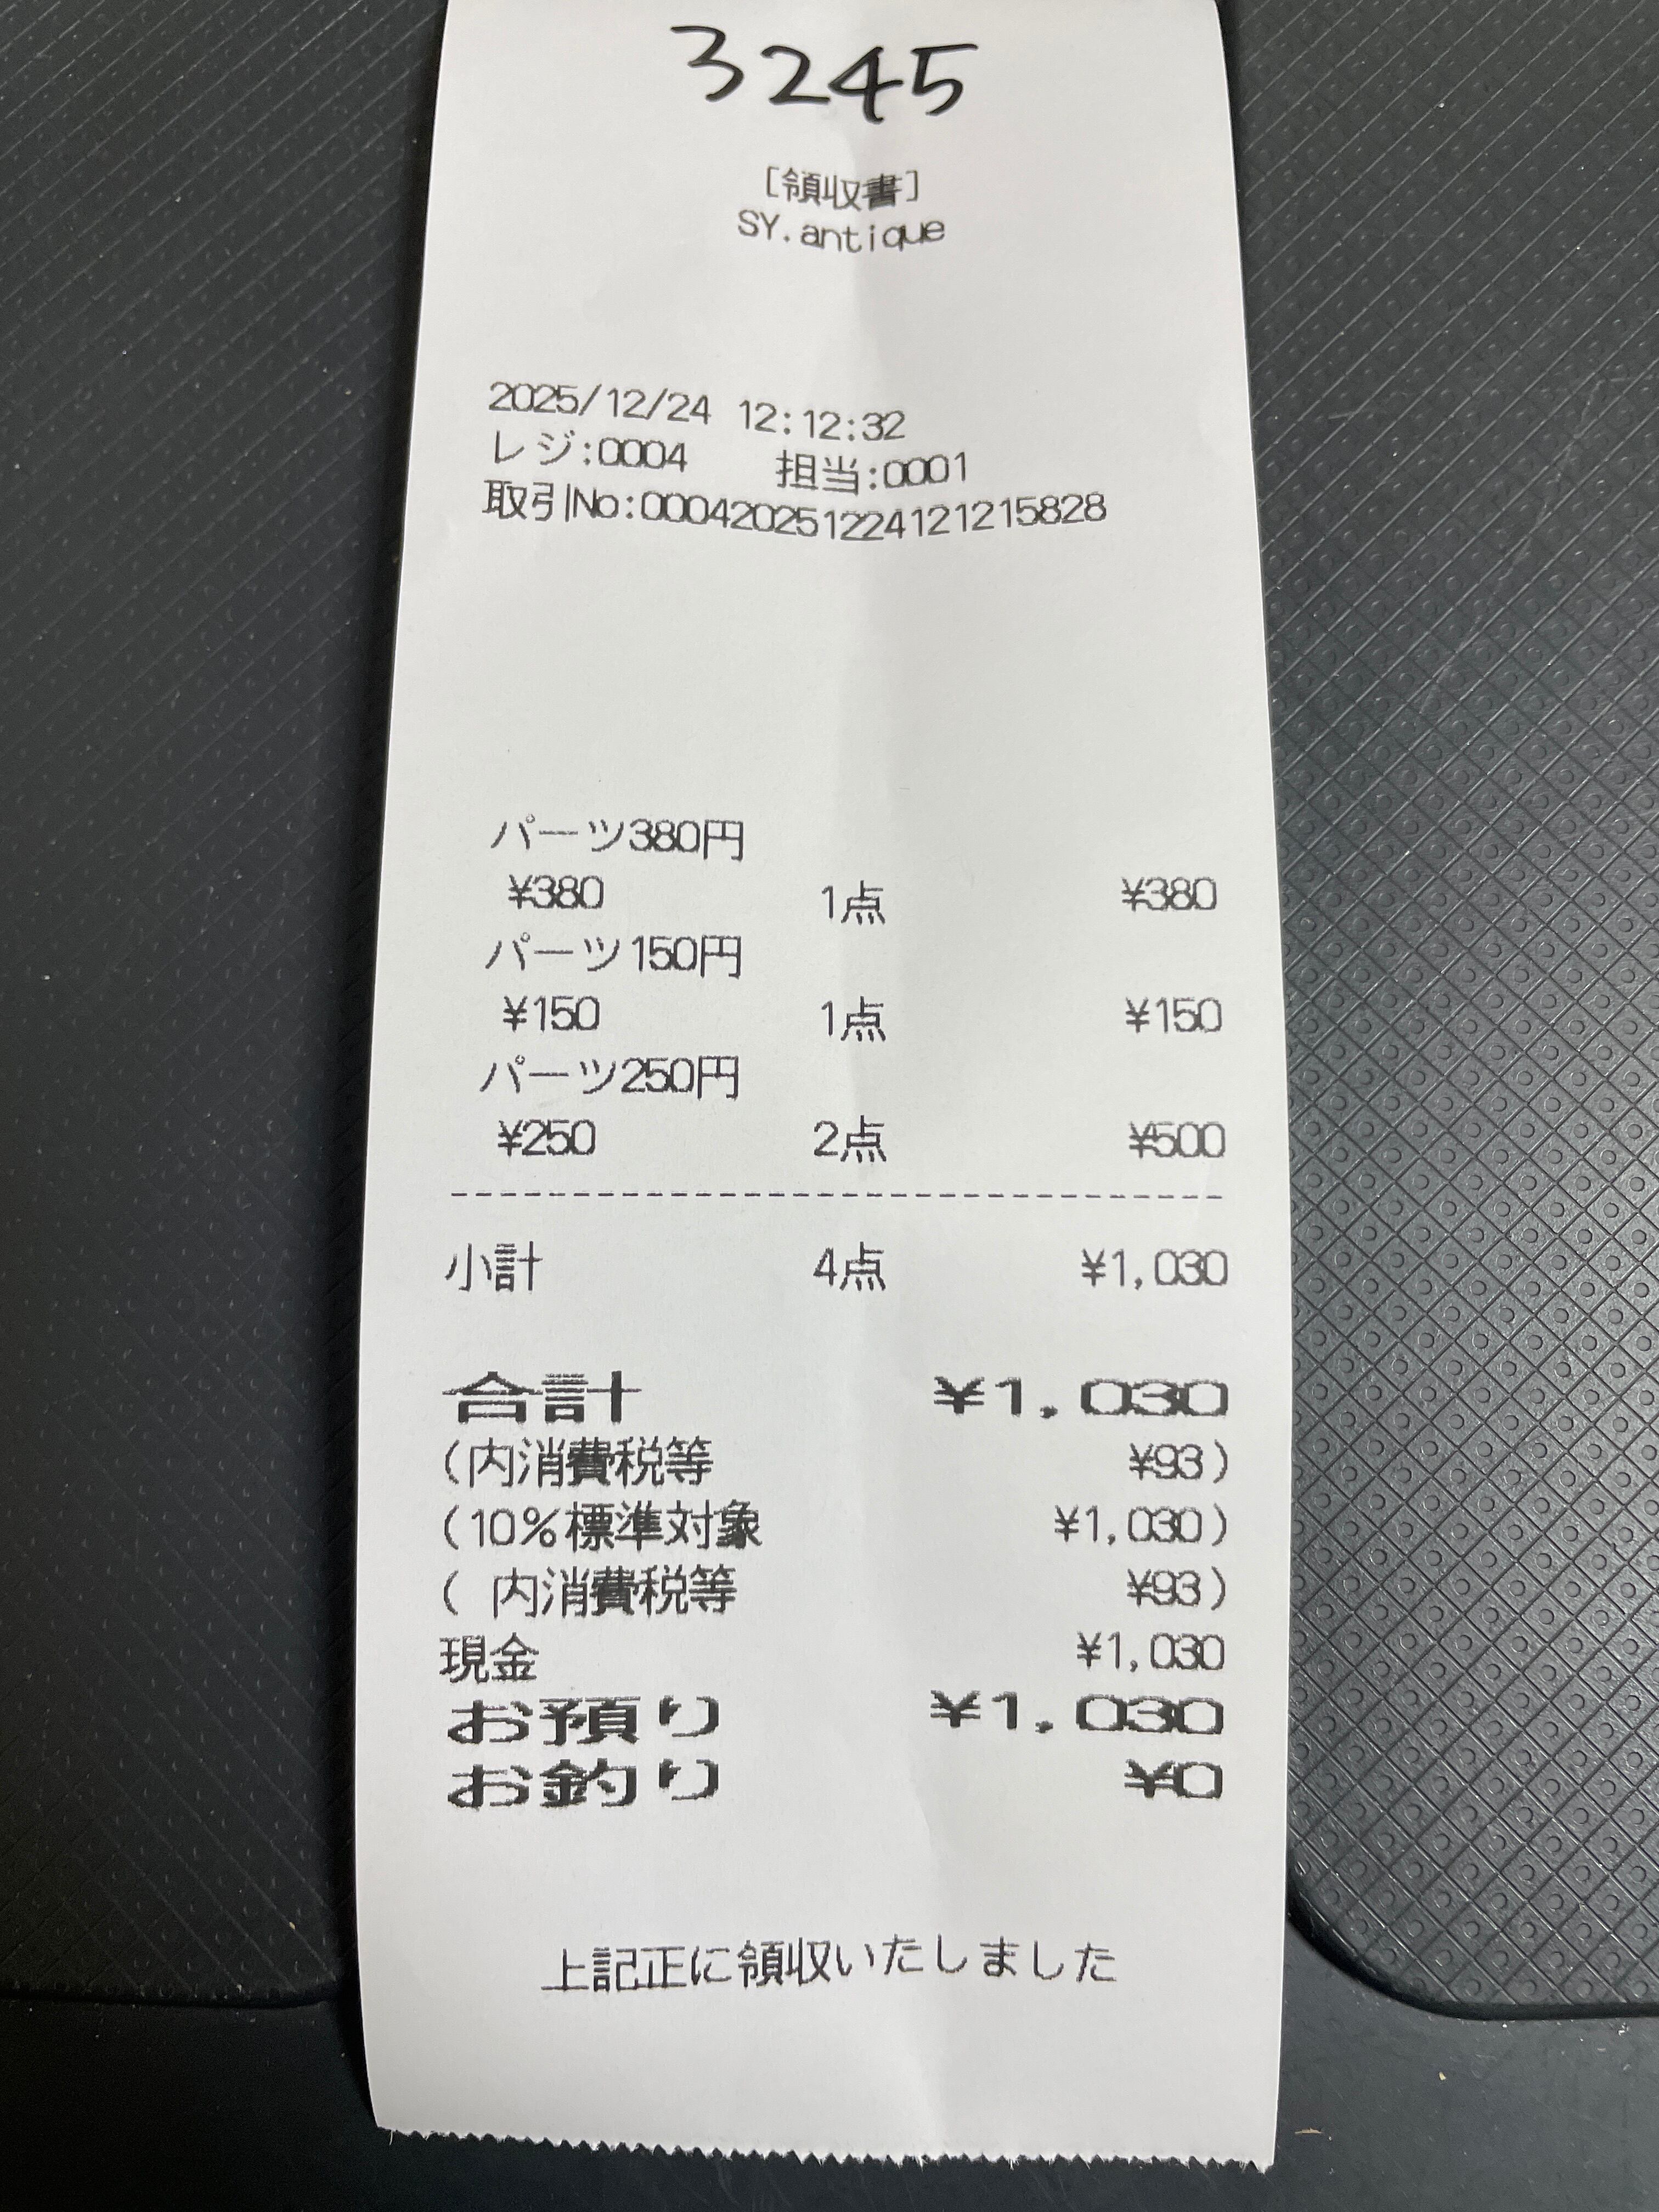 3245
[領収書]
SY.antique
2025/12/24 12:12:32
レジ:0004 担当:0001
取引No:000420251224121215828
パーツ380円
¥380 1点 ¥380
パーツ150円
¥150 1点 ¥150
パーツ250円
¥250 2点 ¥500
小計 4点 ¥1,030
合計 ¥1,030
(内消費税等 ¥93)
(10%標準対象 ¥1,030)
( 内消費税等 ¥93)
現金 ¥1,030
お預り ¥1,030
お釣り ¥0
上記正に領収いたしました